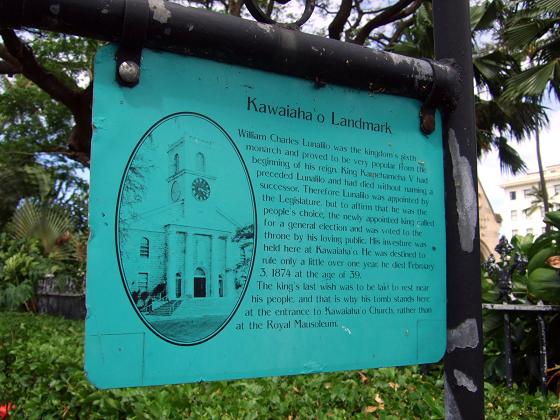 Kawaiaha'o Landmark
William Charles Lunalilo was the kingdom's sixth
monarch and proved to be very popular from the
beginning of his reign. King Kamehameha V had
preceded Lunalilo and had died without naming a
successor. Therefore Lunalilo was appointed by
the Legislature, but to affirm that he was the
people's choice, the newly appointed king called
for a general election and was voted to the
throne by his loving public. His investure was
held here at Kawaiaha'o. He was destined to
rule only a little over one year, he died February
3, 1874 at the age of 39.
The King's last wish was to be laid to rest near
his people, and that is why his tomb stands here
at the entrance to Kawaiaha'o Church, rather than
at the Royal Mausoleum.